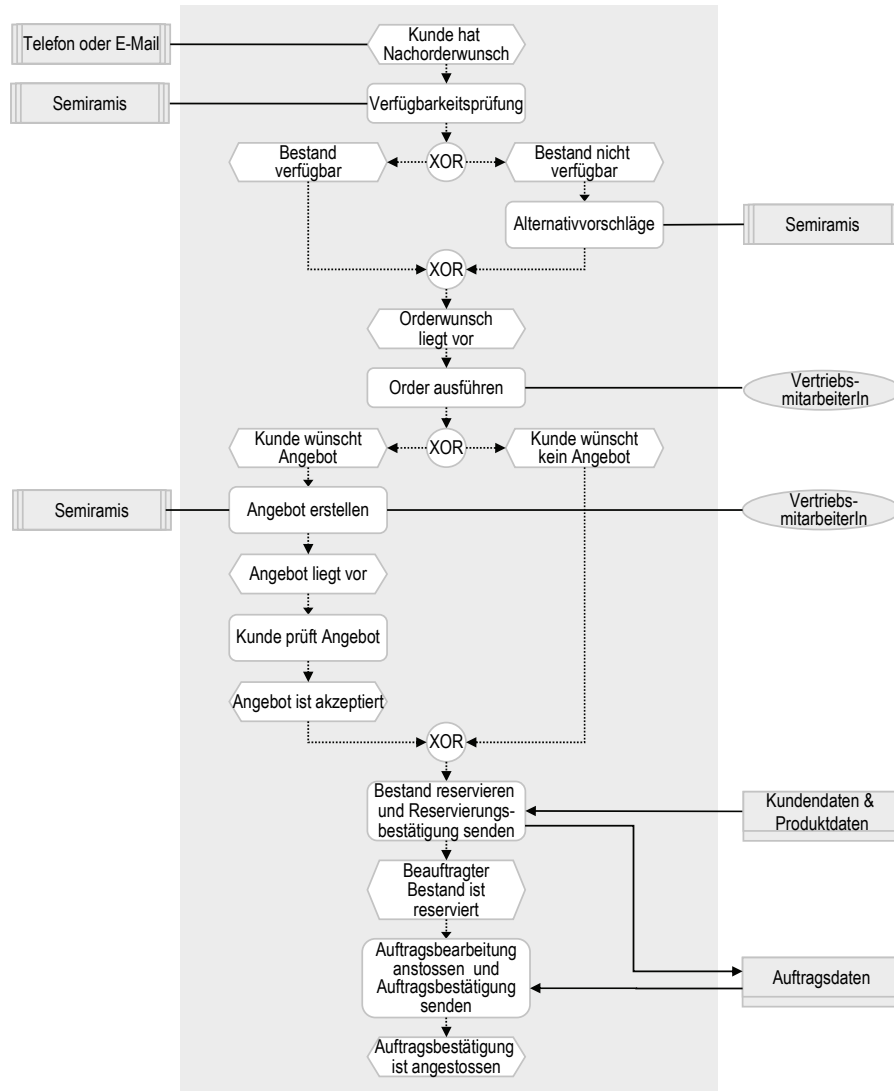 Telefon oder E-Mail
Kunde hat
Nachorderwunsch
Semiramis
Verfügbarkeitsprüfung
Bestand
verfügbar
XOR
Bestand nicht
verfügbar
Alternativvorschläge
Semiramis
XOR
Orderwunsch
liegt vor
Order ausführen
Vertriebs-
mitarbeiterIn
Kunde wünscht
Angebot
XOR
Kunde wünscht
kein Angebot
Semiramis
Angebot erstellen
Vertriebs-
mitarbeiterIn
Angebot liegt vor
Kunde prüft Angebot
Angebot ist akzeptiert
XOR
Bestand reservieren
und Reservierungs-
bestätigung senden
Kundendaten &
Produktdaten
Beauftragter
Bestand ist
reserviert
Auftragsbearbeitung
anstossen und
Auftragsbestätigung
senden
Auftragsdaten
Auftragsbestätigung
ist angestossen